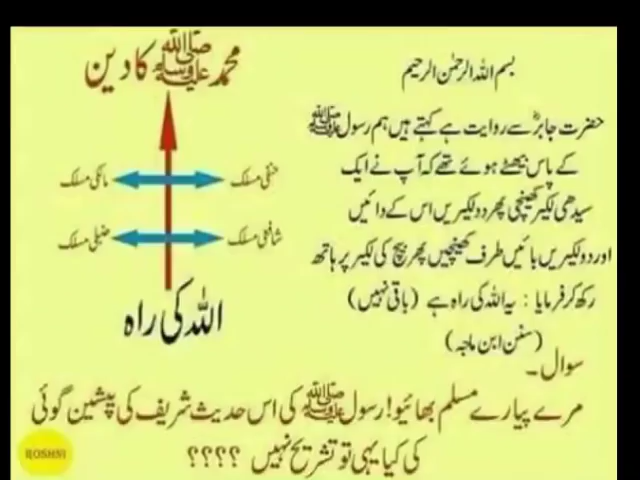 محمد ﷺ کا دین
حنفی مسلک
مالکی مسلک
شافعی مسلک
حنبلی مسلک
اللہ کی راہ
بسم اللہ الرحمٰن الرحیم
حضرت جابرؓ سے روایت ہے کہتے ہیں ہم رسول ﷺ
کے پاس بیٹھے ہوئے تھے کہ آپ نے ایک
سیدھی لکیر کھینچی پھر دو لکیریں اس کے دائیں
اور دو لکیریں بائیں طرف کھینچیں پھر بیچ کی لکیر پر ہاتھ
رکھ کر فرمایا : یہ اللہ کی راہ ہے (باقی نہیں)
(سنن ابن ماجہ)
سوال۔
مرے پیارے مسلم بھائیو! رسول ﷺ کی اس حدیث شریف کی پیشین گوئی
کی کیا یہی تو تشریح نہیں ؟؟؟؟
ROSHNI